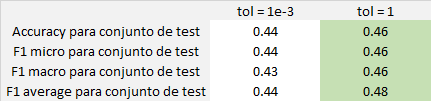 tol = 1e-3 tol = 1
Accuracy para conjunto de test 0.44 0.46
F1 micro para conjunto de test 0.44 0.46
F1 macro para conjunto de test 0.43 0.46
F1 average para conjunto de test 0.44 0.48